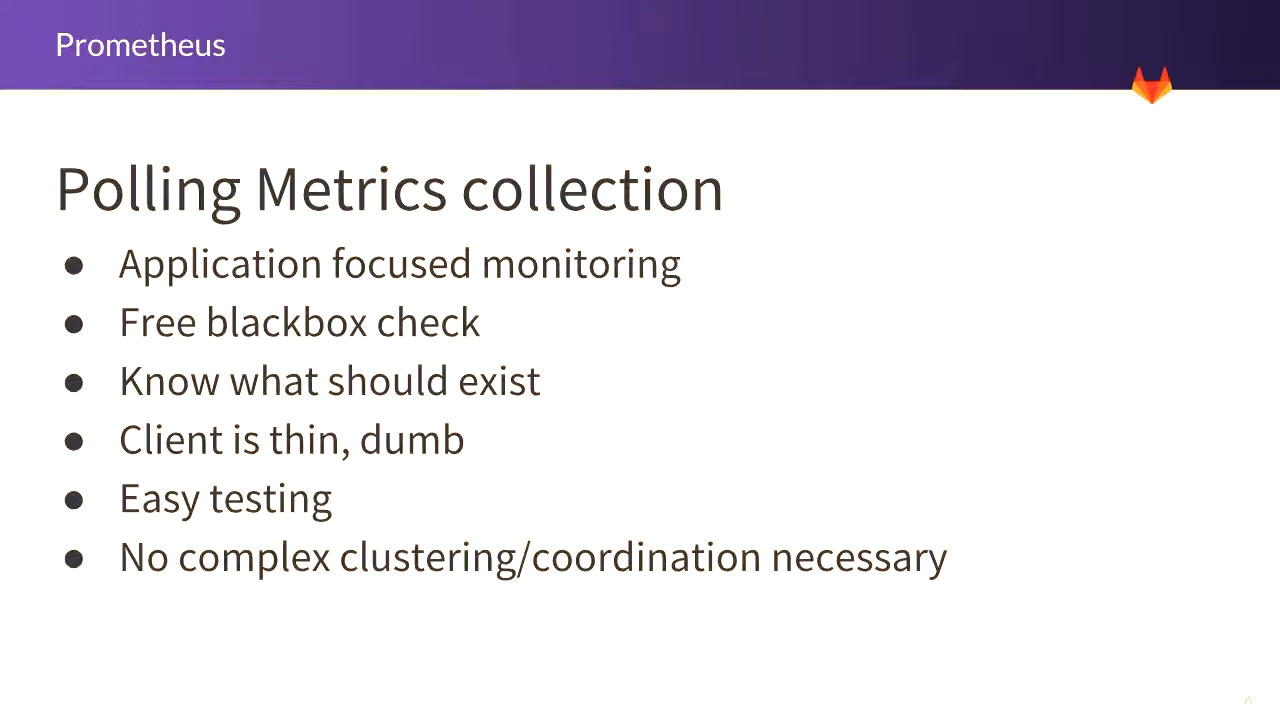 Prometheus
Polling Metrics collection
● Application focused monitoring
● Free blackbox check
● Know what should exist
● Client is thin, dumb
● Easy testing
● No complex clustering/coordination necessary